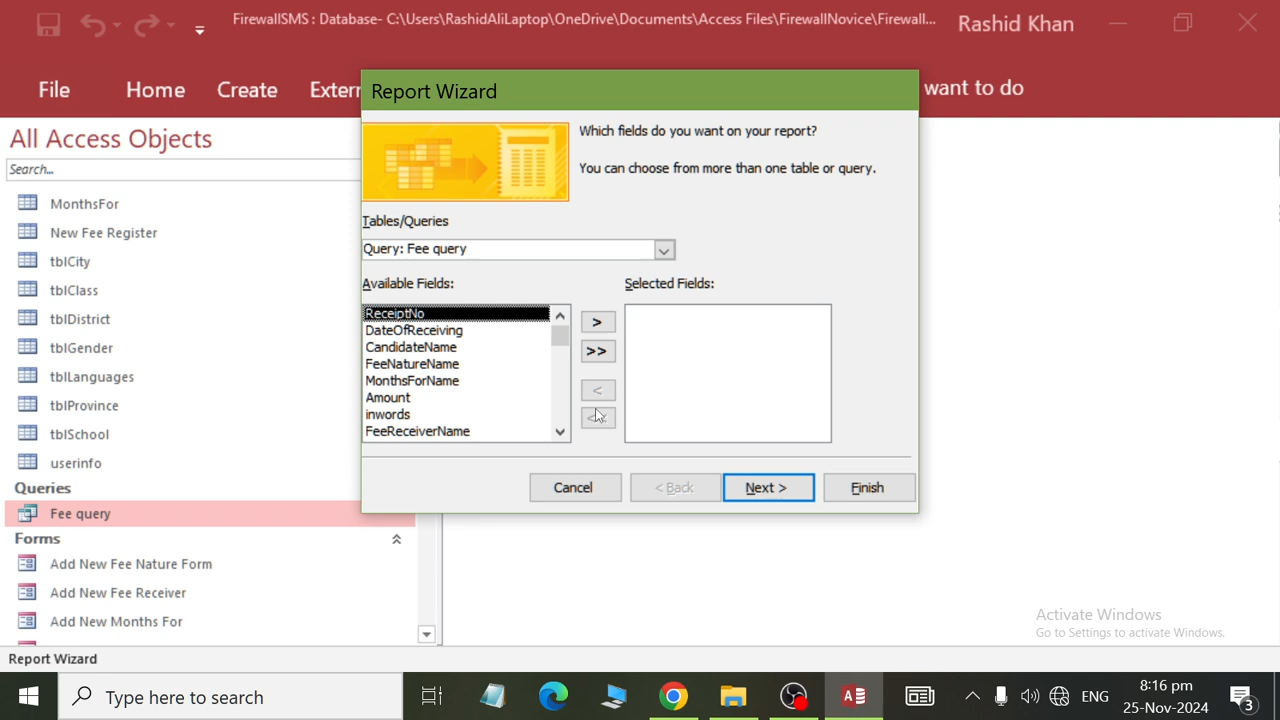 FirewallSMS : Database- C:\Users\RashidAliLaptop\OneDrive\Documents\Access Files\FirewallNovice\Firewall...
Rashid Khan
File
Home
Create
Extern
want to do
Report Wizard
All Access Objects
Search...
MonthsFor
New Fee Register
tblCity
tblClass
tblDistrict
tblGender
tblLanguages
tblProvince
tblSchool
userinfo
Queries
Fee query
Forms
Add New Fee Nature Form
Add New Fee Receiver
Add New Months For
Which fields do you want on your report?
You can choose from more than one table or query.
Tables/Queries
Query: Fee query
Available Fields:
Selected Fields:
ReceiptNo
DateOfReceiving
CandidateName
FeeNatureName
MonthsForName
Amount
inwords
FeeReceiverName
>
>>
<
Cancel
< Back
Next >
Finish
Activate Windows
Go to Settings to activate Windows.
Report Wizard
Type here to search
ENG
8:16 pm
25-Nov-2024
3